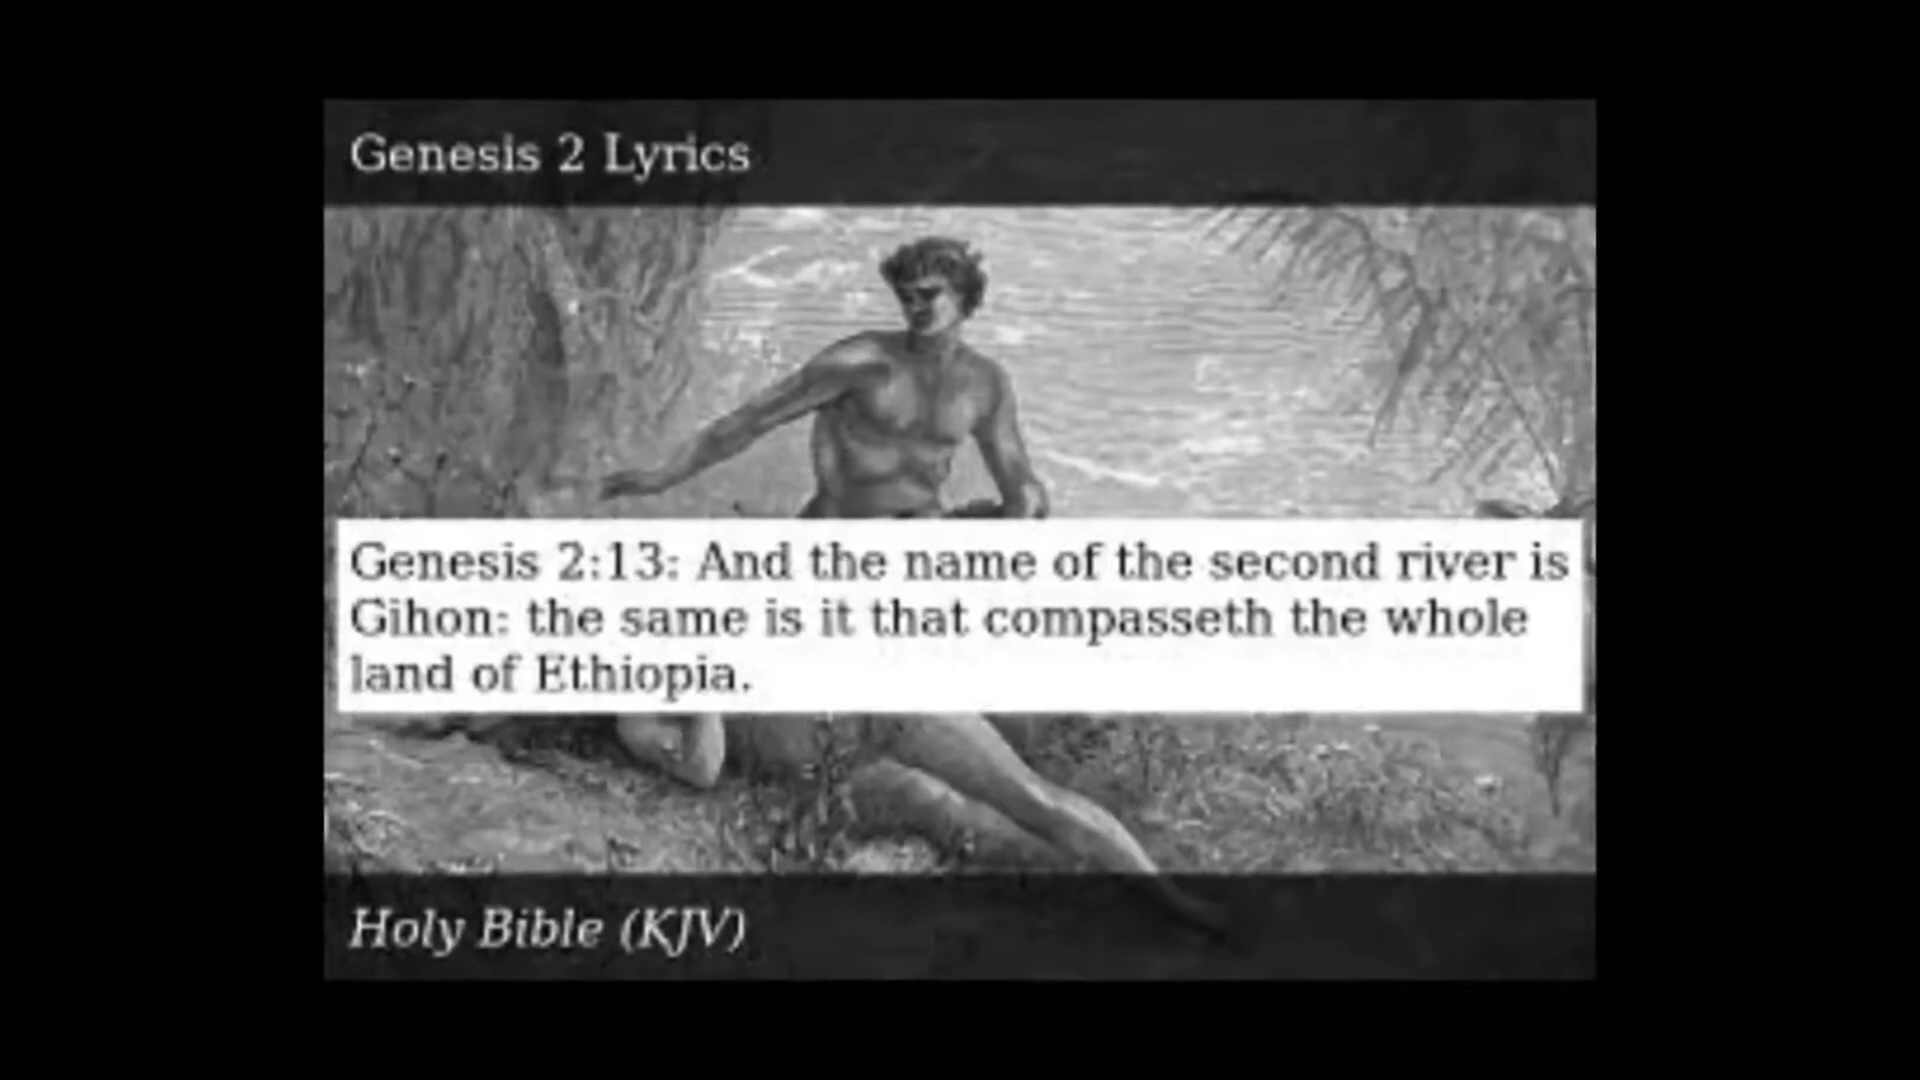 Genesis 2 Lyrics
Genesis 2:13: And the name of the second river is
Gihon: the same is it that compasseth the whole
land of Ethiopia.
Holy Bible (KJV)